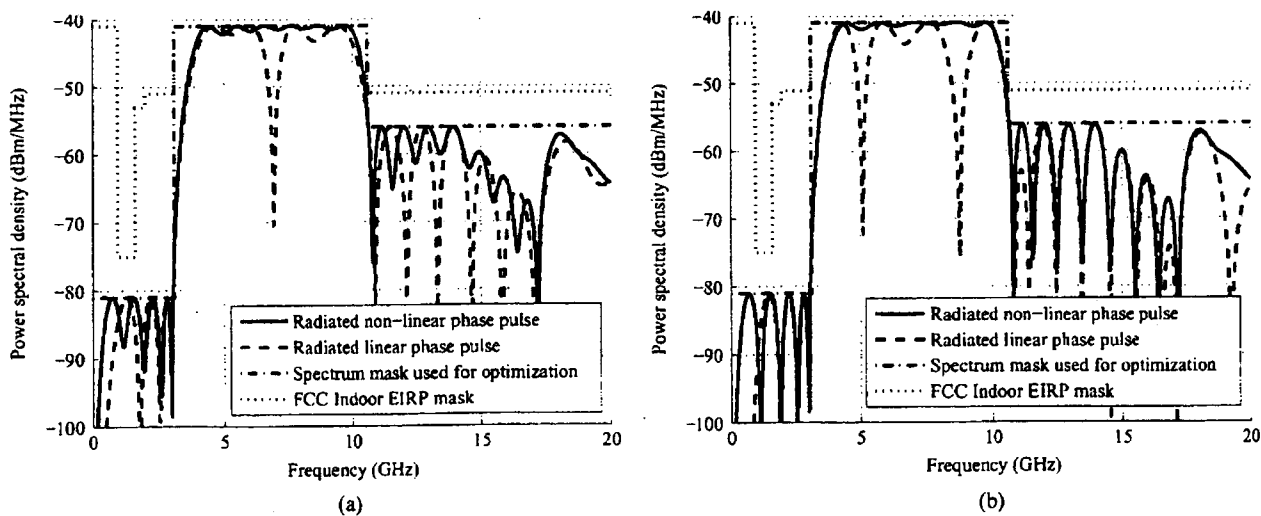 Power spectral density (dBm/MHz)
−40
−50
−60
−70
−80
−90
−100
0
5
10
15
20
Radiated non−linear phase pulse
Radiated linear phase pulse
Spectrum mask used for optimization
FCC Indoor EIRP mask
Frequency (GHz)
(a)
Power spectral density (dBm/MHz)
−40
−50
−60
−70
−80
−90
−100
0
5
10
15
20
Radiated non−linear phase pulse
Radiated linear phase pulse
Spectrum mask used for optimization
FCC Indoor EIRP mask
Frequency (GHz)
(b)